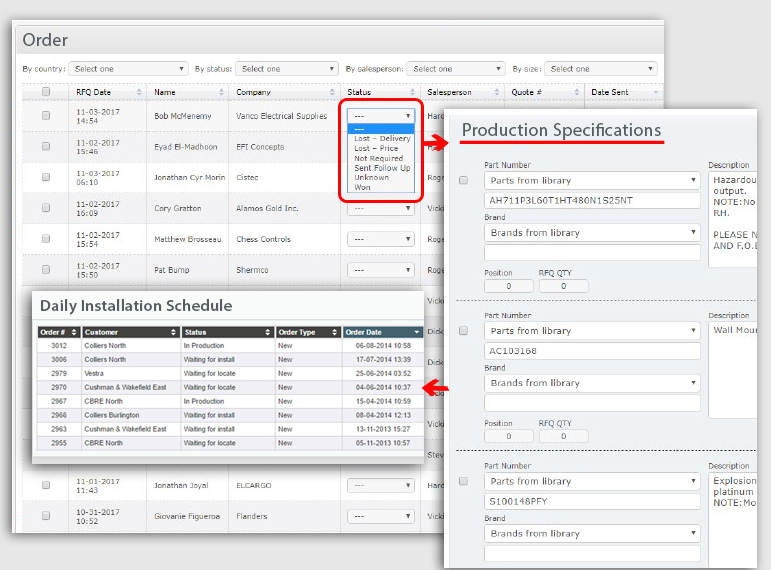 Order
By country: Select one By status: Select one By salesperson: Select one By size: Select one
RFQ Date Name Company Status Salesperson Quote # Date Sent
11-03-2017 14:54 Bob McMenemy Vanco Electrical Supplies ---
---
Lost – Delivery
Lost – Price
Not Required
Sent Follow Up
Unknown
Won
11-02-2017 15:46 Eyad El-Madhoon EFI Concepts
11-03-2017 06:10 Jonathan Cyr Morin Cistec
11-02-2017 16:09 Cory Gratton Alamos Gold Inc. ---
11-02-2017 15:54 Matthew Brosseau Chess Controls ---
11-02-2017 15:50 Pat Bump Shermco ---
Daily Installation Schedule
Order # Customer Status Order Type Order Date
3012 Colliers North In Production New 06-08-2014 10:58
3006 Colliers North Waiting for install New 17-07-2014 13:39
2979 Vestra Waiting for locate New 25-06-2014 03:52
2970 Cushman & Wakefield East Waiting for locate New 04-06-2014 10:37
2967 CBRE North In Production New 15-04-2014 10:59
2966 Colliers Burlington Waiting for install New 08-04-2014 12:13
2963 Cushman & Wakefield East Waiting for install New 13-11-2013 15:27
2955 CBRE North Waiting for locate New 05-11-2013 10:57
11-01-2017 11:43 Jonathan Joyal ELCARGO ---
10-31-2017 10:52 Giovanie Figueroa Flanders ---
Production Specifications
Part Number Description
Parts from library
AH711P3L60T1HT480N1S25NT
Brand
Brands from library
Hazardou
output.
NOTE:No
RH.
PLEASE N
AND F.O.
Position RFQ QTY
0 0
Part Number Description
Parts from library
AC103168
Wall Moun
Brand
Brands from library
Position RFQ QTY
0 0
Part Number Description
Parts from library
S100148PFY
Explosion
platinum
NOTE:Mo
Brand
Brands from library